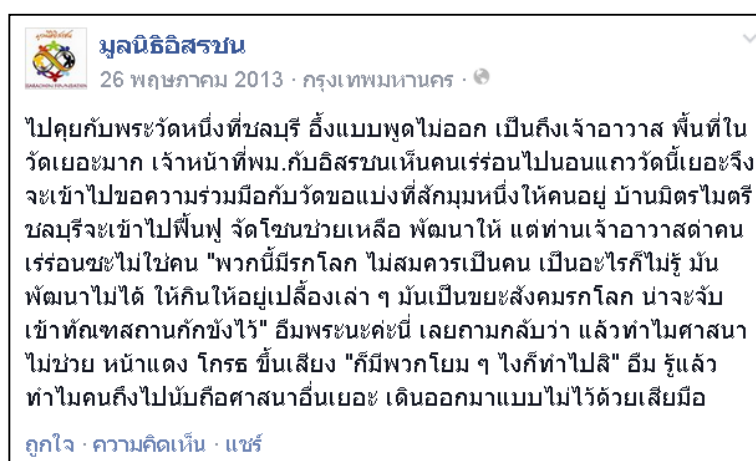 มูลนิธิอิสรชน
26 พฤษภาคม 2013 · กรุงเทพมหานคร ·
ไปคุยกับพระวัดหนึ่งที่ชลบุรี อึ้งแบบพูดไม่ออก เป็นถึงเจ้าอาวาส พื้นที่ใน
วัดเยอะมาก เจ้าหน้าที่พม.กับอิสรชนเห็นคนเร่ร่อนไปนอนแถววัดนี้เยอะจึง
จะเข้าไปขอความร่วมมือกับวัดขอแบ่งที่สักมุมหนึ่งให้คนอยู่ บ้านมิตรไมตรี
ชลบุรีจะเข้าไปฟื้นฟู จัดโซนช่วยเหลือ พัฒนาให้ แต่ท่านเจ้าอาวาสด่าคน
เร่ร่อนซะไม่ใช่คน "พวกนี้มีรกโลก ไม่สมควรเป็นคน เป็นอะไรก็ไม่รู้ มัน
พัฒนาไม่ได้ ให้กินให้อยู่เปลื้องเล่า ๆ มันเป็นขยะสังคมรกโลก น่าจะจับ
เข้าทัณฑสถานกักขังไว้" อืมพระนะค่ะนี่ เลยถามกลับว่า แล้วทำไมศาสนา
ไม่ช่วย หน้าแดง โกรธ ขึ้นเสียง "ก็มีพวกโยม ๆ ไงก็ทำไปสิ" อืม รู้แล้ว
ทำไมคนถึงไปนับถือศาสนาอื่นเยอะ เดินออกมาแบบไม่ไว้ด้วยเสียมือ
ถูกใจ · ความคิดเห็น · แชร์